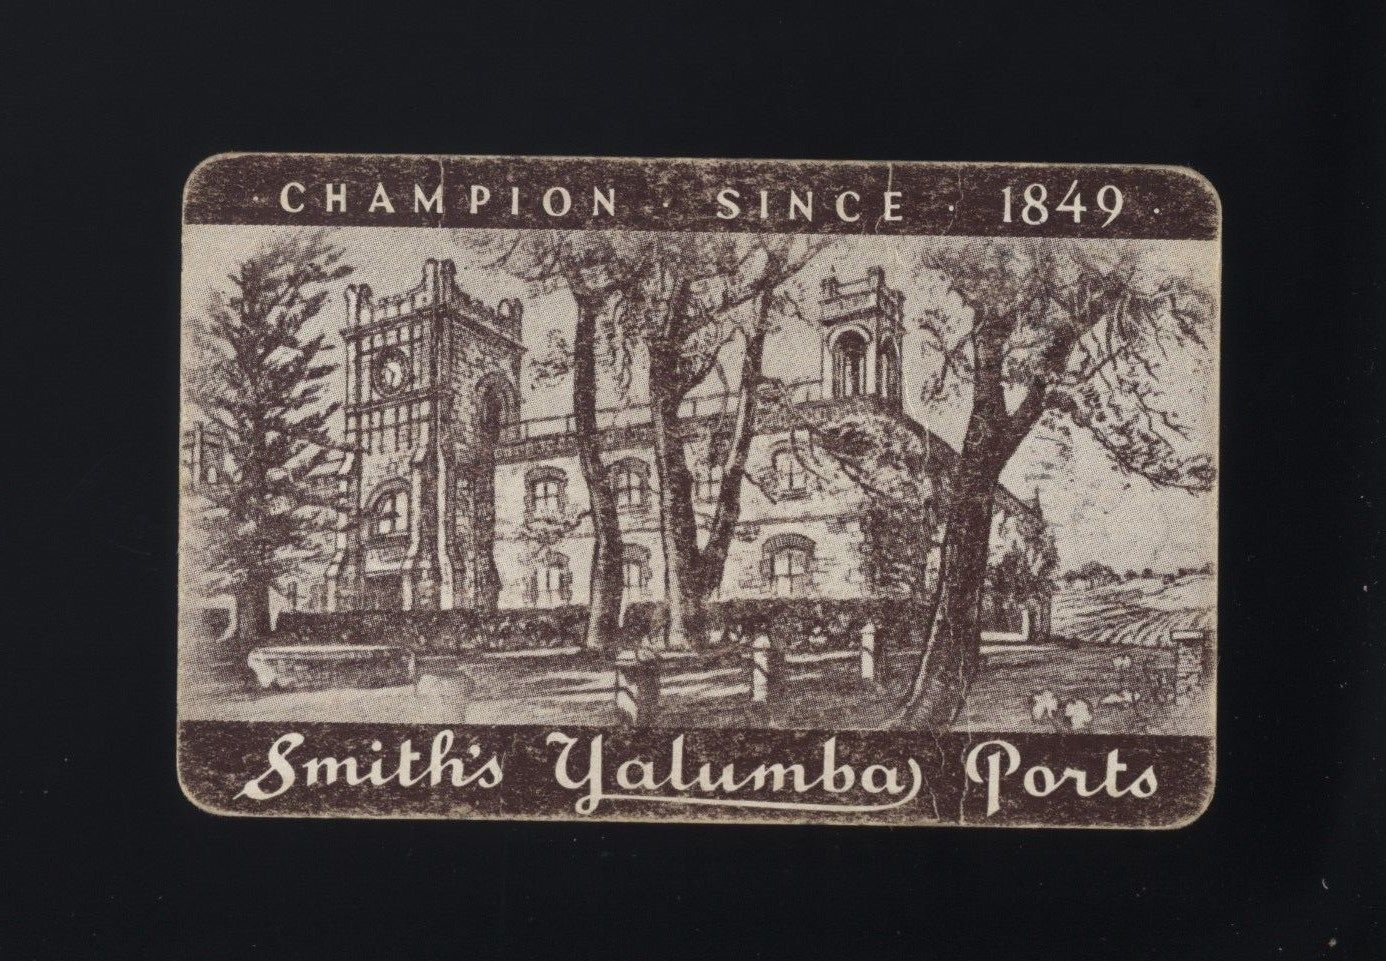 · CHAMPION · SINCE · 1849 ·
Smith's Yalumba Ports